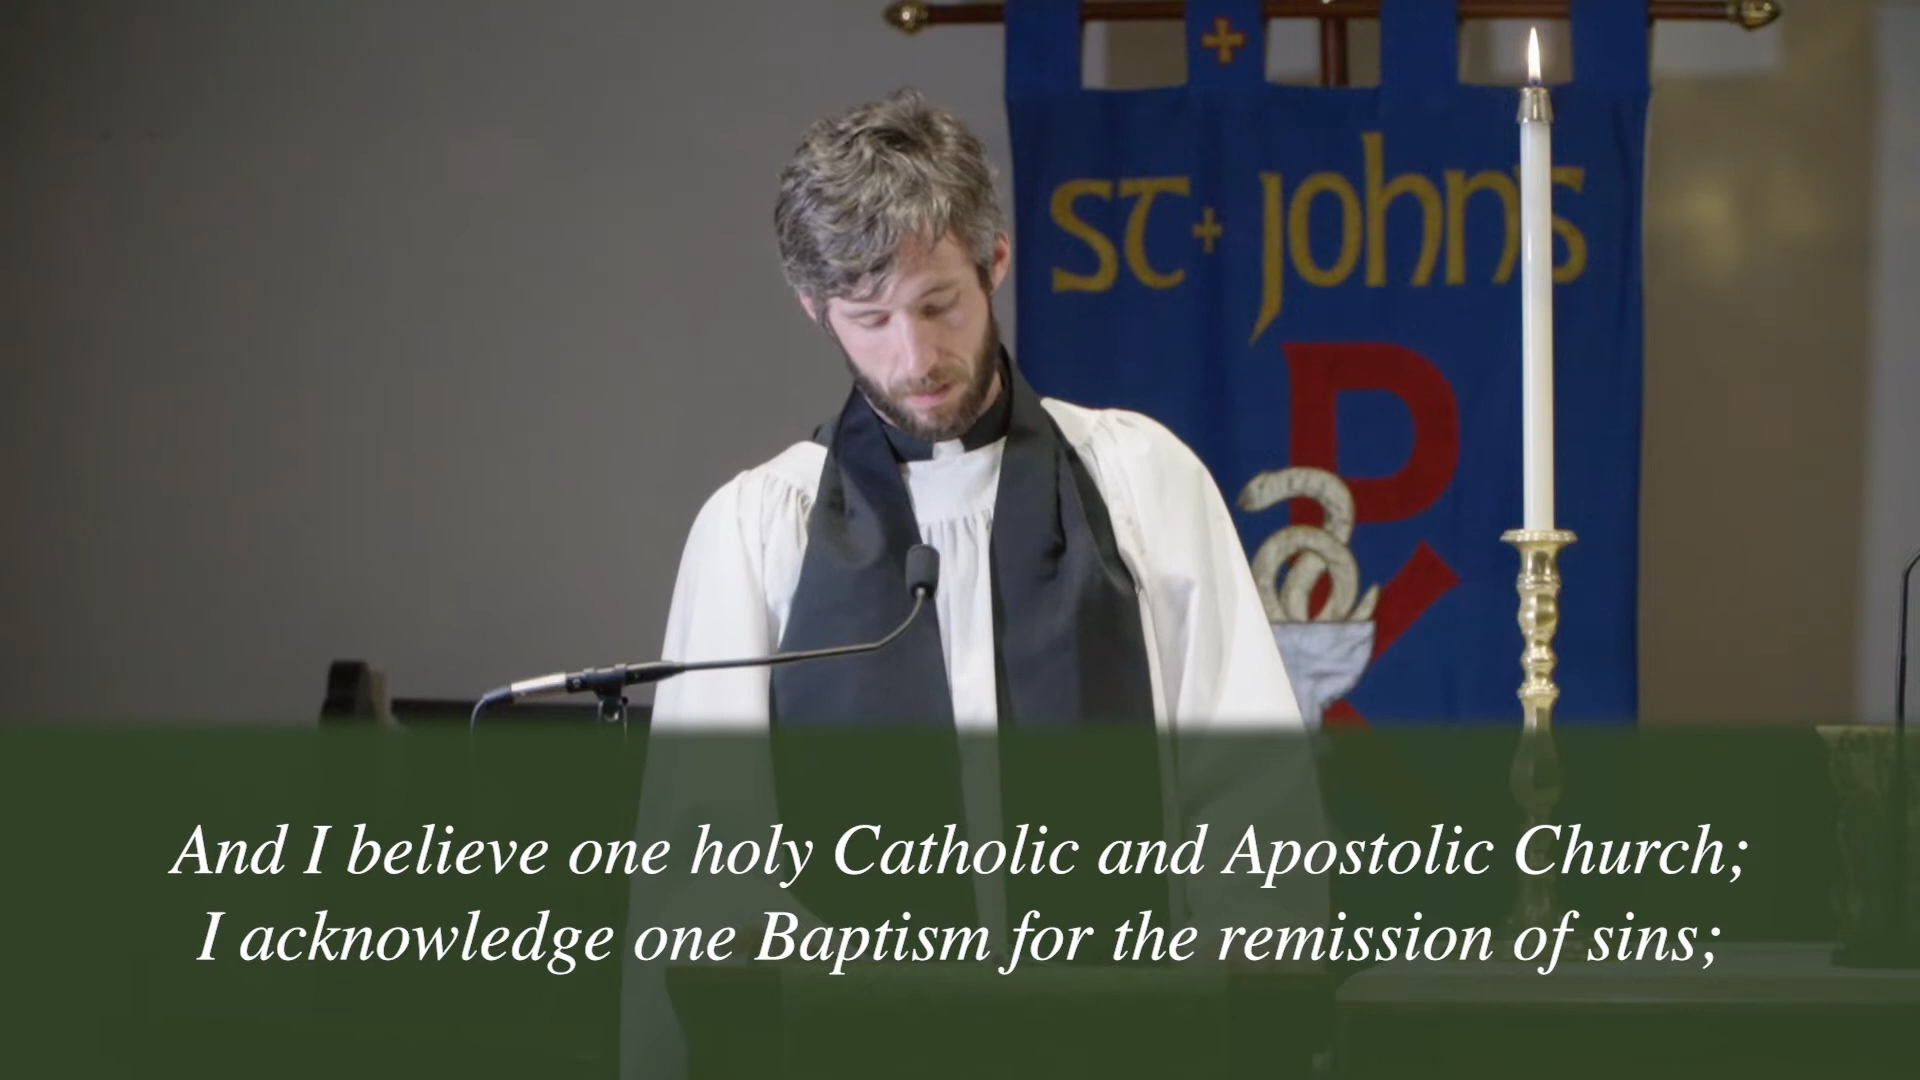 ST + John's
And I believe one holy Catholic and Apostolic Church;
I acknowledge one Baptism for the remission of sins;